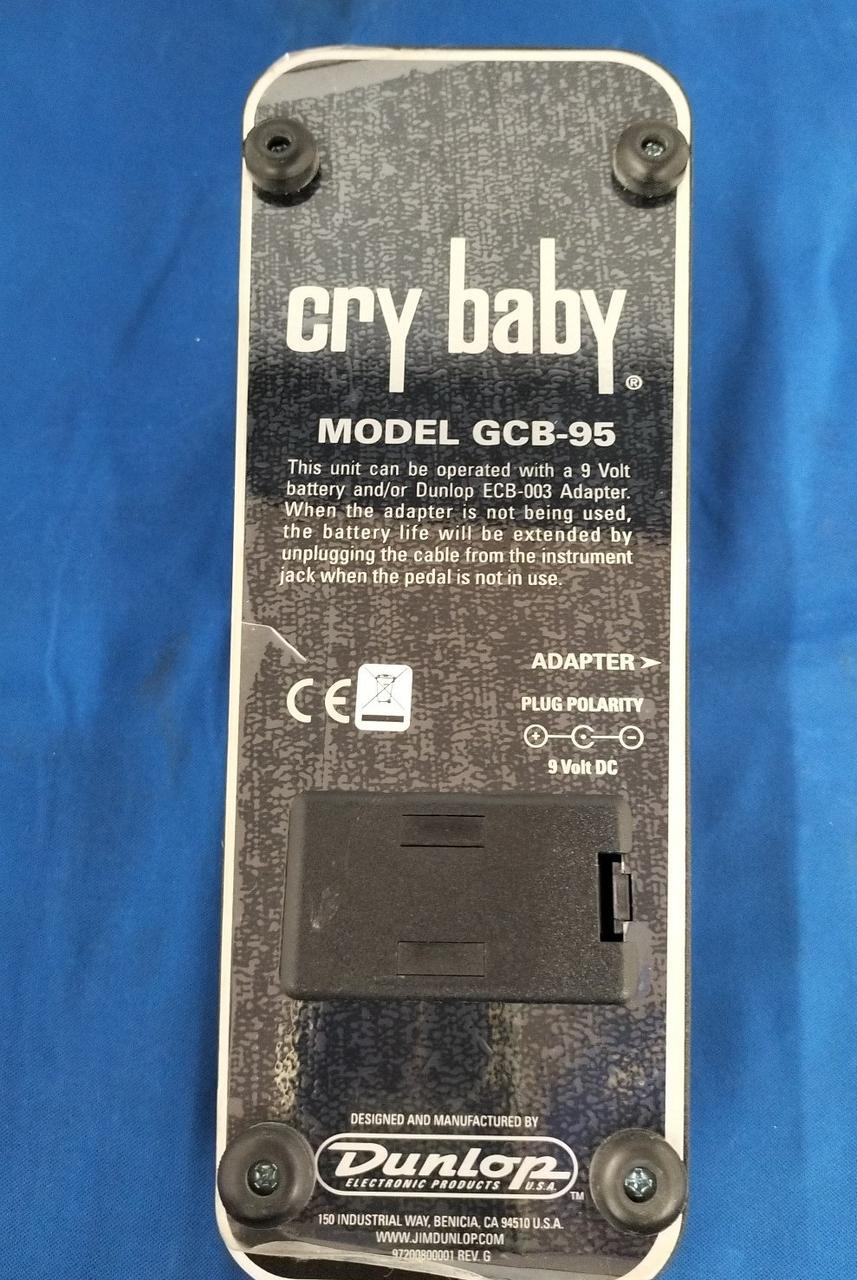 cry baby®
MODEL GCB-95
This unit can be operated with a 9 Volt
battery and/or Dunlop ECB-003 Adapter.
When the adapter is not being used,
the battery life will be extended by
unplugging the cable from the instrument
jack when the pedal is not in use.
ADAPTER
CE
PLUG POLARITY
+ -
9 Volt DC
DESIGNED AND MANUFACTURED BY
Dunlop
ELECTRONIC PRODUCTS U.S.A. TM
150 INDUSTRIAL WAY, BENICIA, CA 94510 U.S.A.
WWW.JIMDUNLOP.COM
97200800001 REV. G